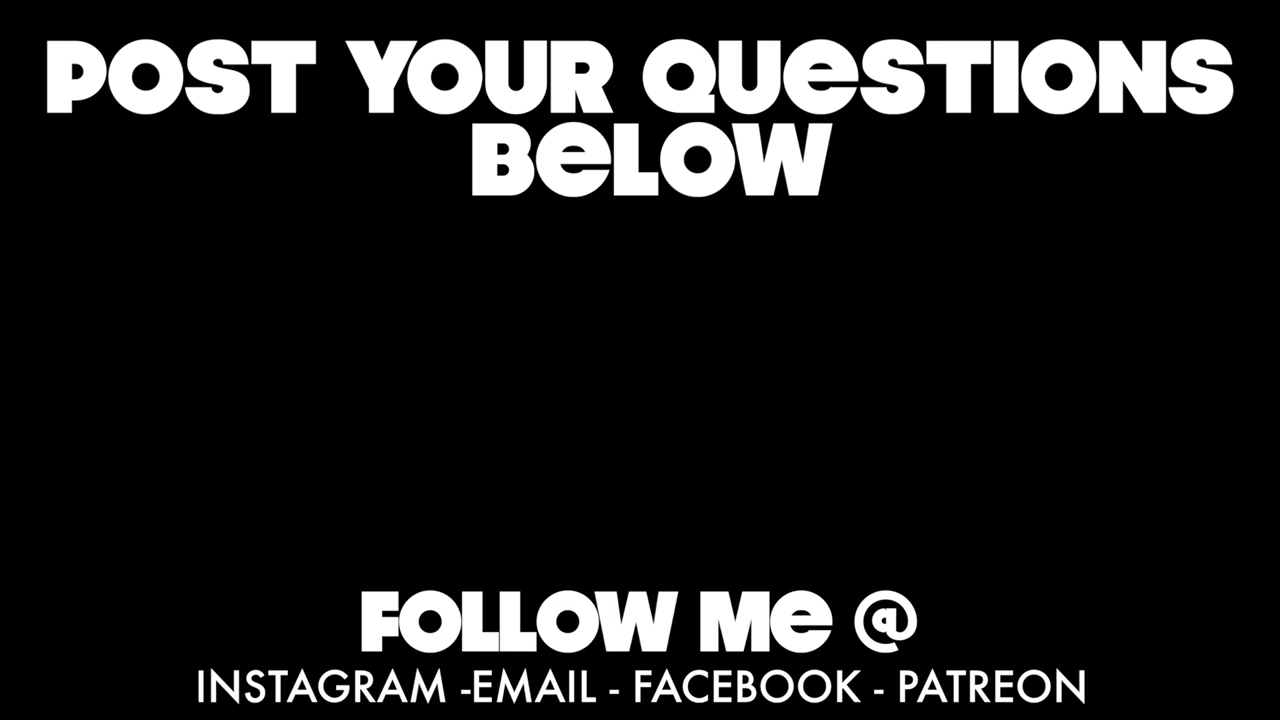 POST YOUR QUeSTIONS
BeLOW
FOLLOW Me @
INSTAGRAM -EMAIL - FACEBOOK - PATREON